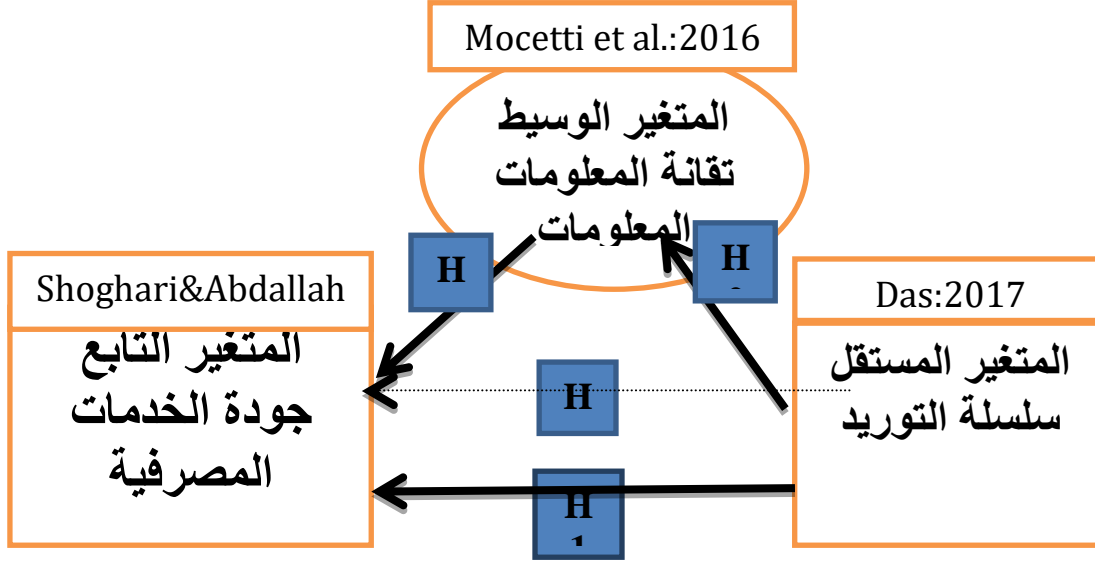 Mocetti et al.:2016
المتغير الوسيط
تقانة المعلومات
المعلومات
H
H
Shoghari&Abdallah
Das:2017
المتغير التابع
جودة الخدمات
المصرفية
المتغير المستقل
سلسلة التوريد
H
H